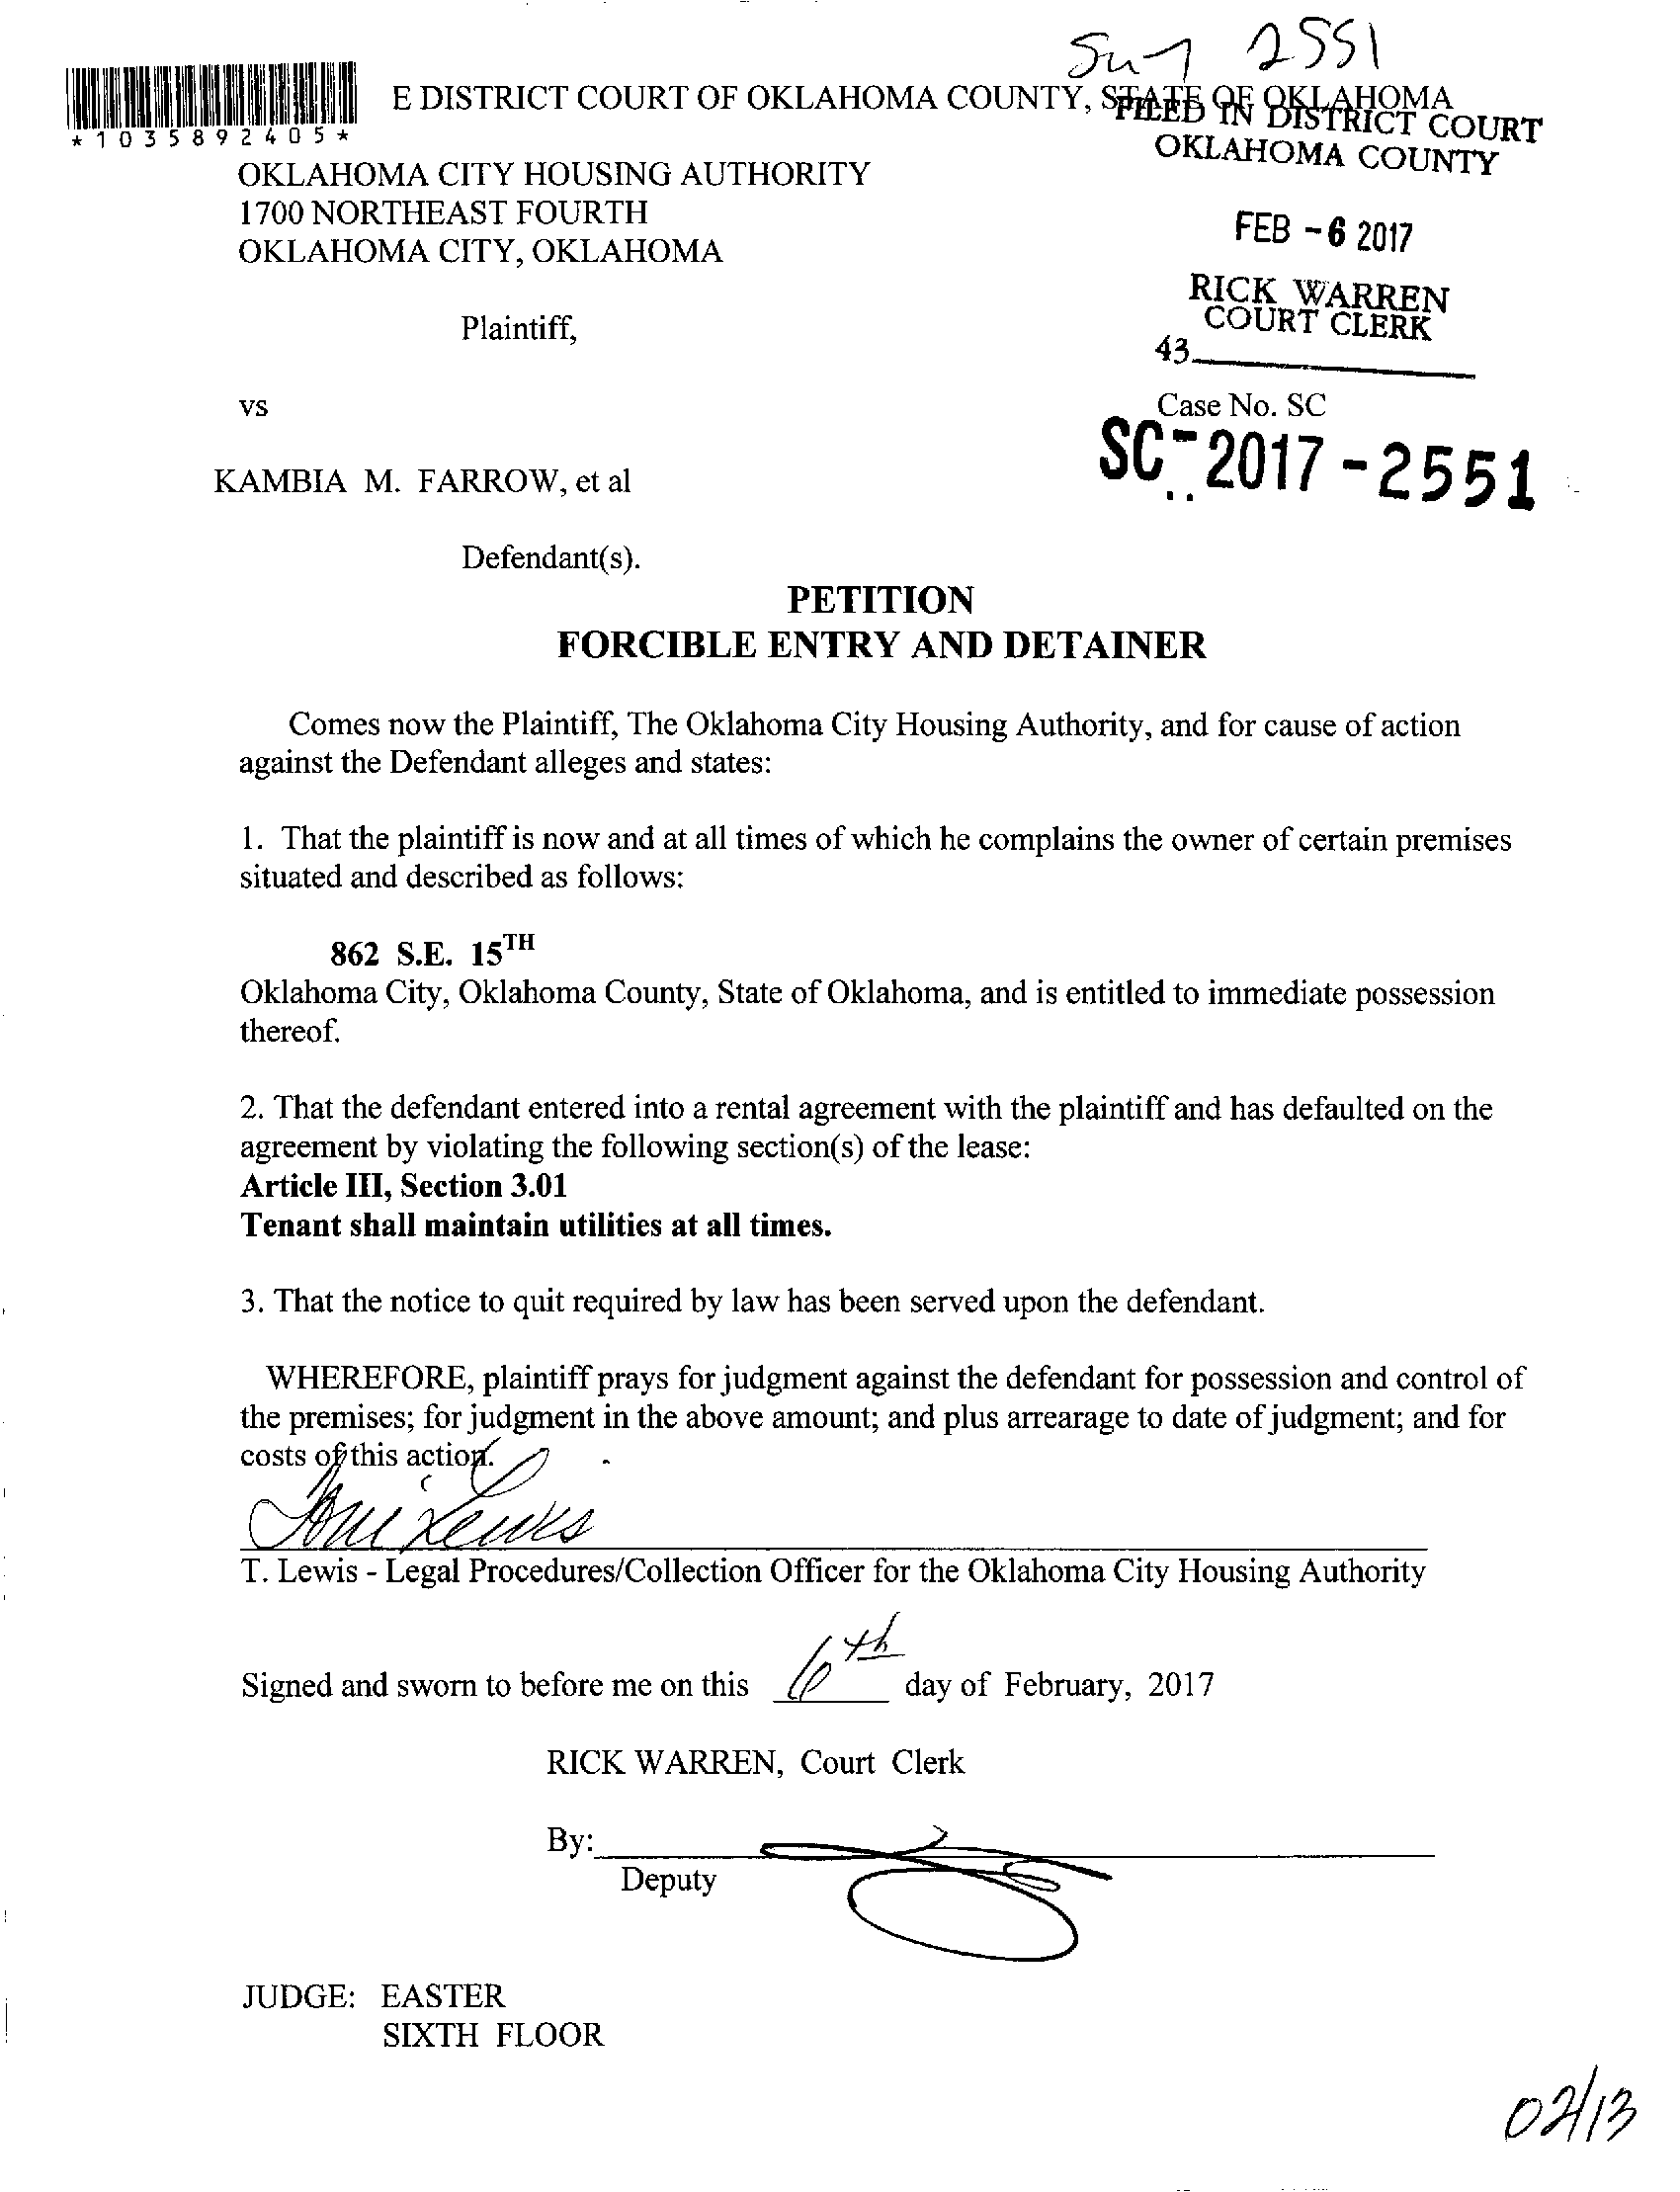 2551
E DISTRICT COURT OF OKLAHOMA COUNTY, STATE OF OKLAHOMA
FILED IN DISTRICT COURT
OKLAHOMA COUNTY
*1035892405*
OKLAHOMA CITY HOUSING AUTHORITY
1700 NORTHEAST FOURTH
OKLAHOMA CITY, OKLAHOMA
FEB -6 2017
RICK WARREN
COURT CLERK
43
Plaintiff,
vs
Case No. SC
SC-2017-2551
KAMBIA M. FARROW, et al
Defendant(s).
PETITION
FORCIBLE ENTRY AND DETAINER
Comes now the Plaintiff, The Oklahoma City Housing Authority, and for cause of action
against the Defendant alleges and states:
1. That the plaintiff is now and at all times of which he complains the owner of certain premises
situated and described as follows:
862 S.E. 15TH
Oklahoma City, Oklahoma County, State of Oklahoma, and is entitled to immediate possession
thereof.
2. That the defendant entered into a rental agreement with the plaintiff and has defaulted on the
agreement by violating the following section(s) of the lease:
Article III, Section 3.01
Tenant shall maintain utilities at all times.
3. That the notice to quit required by law has been served upon the defendant.
WHEREFORE, plaintiff prays for judgment against the defendant for possession and control of
the premises; for judgment in the above amount; and plus arrearage to date of judgment; and for
costs of this action.
Toni Lewis
T. Lewis - Legal Procedures/Collection Officer for the Oklahoma City Housing Authority
Signed and sworn to before me on this 6th day of February, 2017
RICK WARREN, Court Clerk
By:
Deputy
JUDGE: EASTER
SIXTH FLOOR
02/13